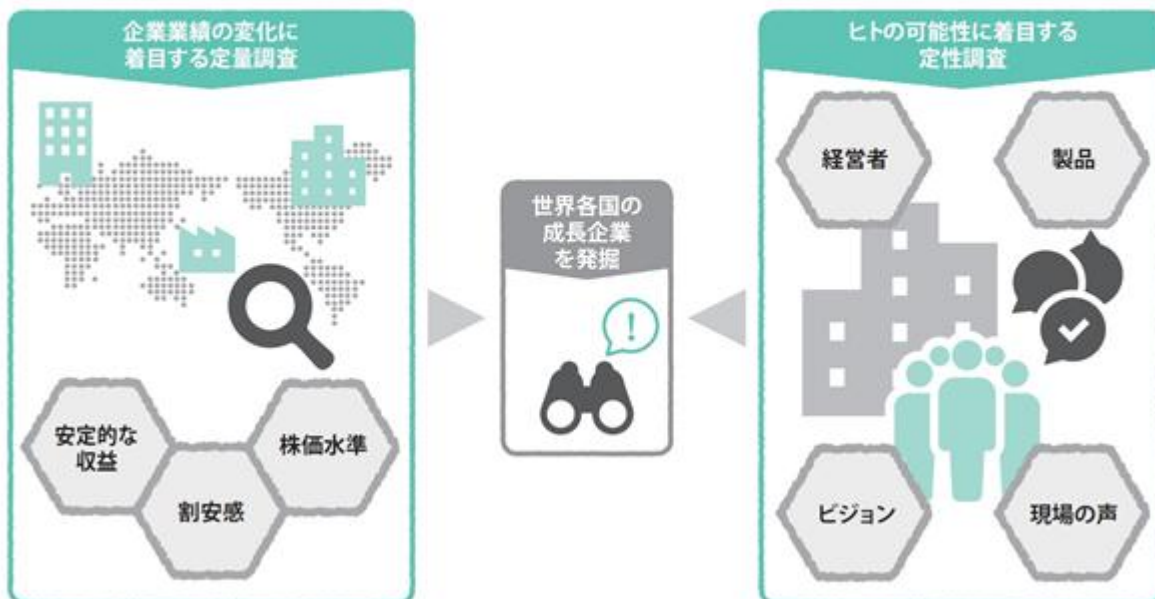 企業業績の変化に
着目する定量調査
安定的な
収益
割安感
株価水準
世界各国の
成長企業
を発掘
!
ヒトの可能性に着目する
定性調査
経営者
製品
ビジョン
現場の声